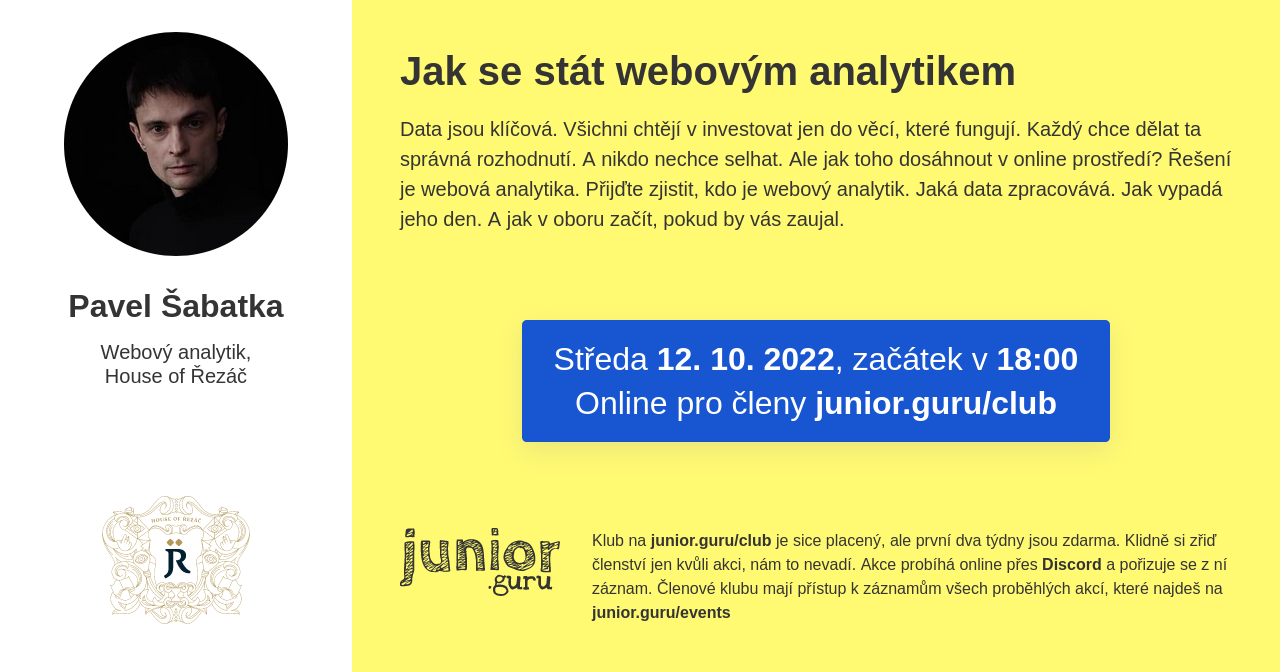 Pavel Šabatka
Webový analytik,
House of Řezáč
HOUSE OF ŘEZÁČ
JR
Jak se stát webovým analytikem
Data jsou klíčová. Všichni chtějí v investovat jen do věcí, které fungují. Každý chce dělat ta
správná rozhodnutí. A nikdo nechce selhat. Ale jak toho dosáhnout v online prostředí? Řešení
je webová analytika. Přijďte zjistit, kdo je webový analytik. Jaká data zpracovává. Jak vypadá
jeho den. A jak v oboru začít, pokud by vás zaujal.
Středa 12. 10. 2022, začátek v 18:00
Online pro členy junior.guru/club
junior
.guru
Klub na junior.guru/club je sice placený, ale první dva týdny jsou zdarma. Klidně si zřiď
členství jen kvůli akci, nám to nevadí. Akce probíhá online přes Discord a pořizuje se z ní
záznam. Členové klubu mají přístup k záznamům všech proběhlých akcí, které najdeš na
junior.guru/events